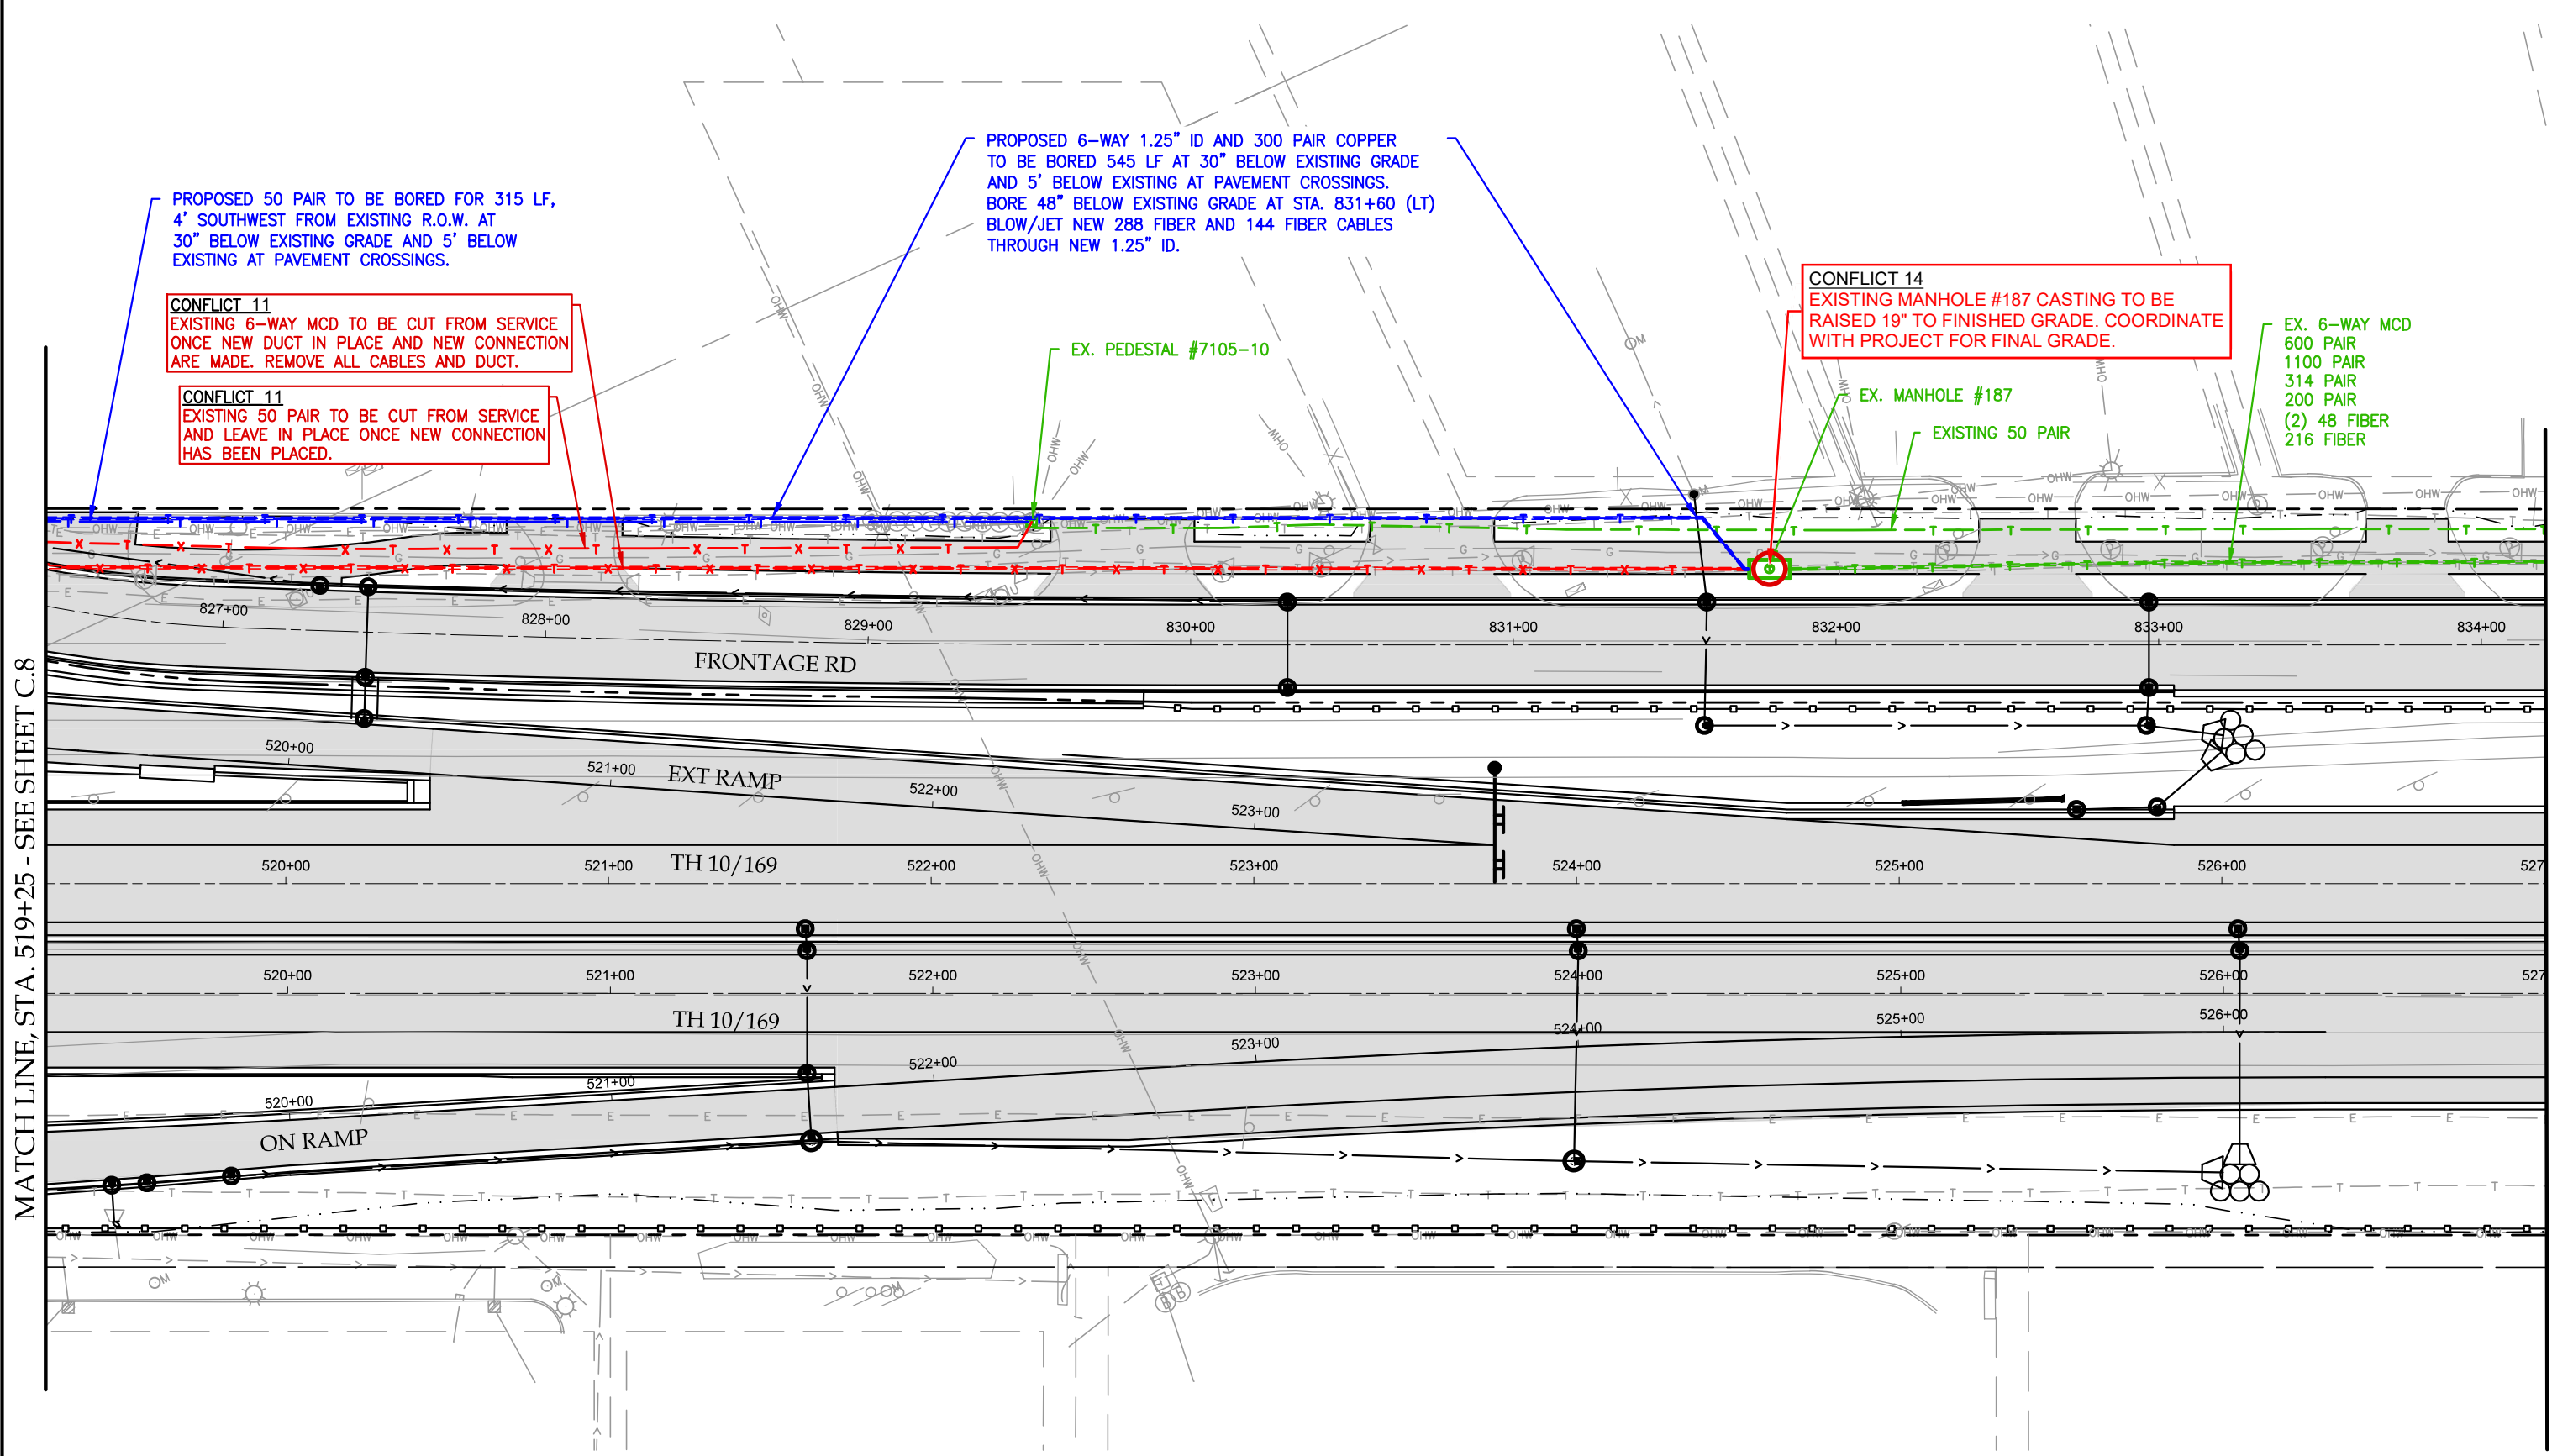 PROPOSED 6-WAY 1.25" ID AND 300 PAIR COPPER
TO BE BORED 545 LF AT 30" BELOW EXISTING GRADE
AND 5' BELOW EXISTING AT PAVEMENT CROSSINGS.
BORE 48" BELOW EXISTING GRADE AT STA. 831+60 (LT)
BLOW/JET NEW 288 FIBER AND 144 FIBER CABLES
THROUGH NEW 1.25" ID.
PROPOSED 50 PAIR TO BE BORED FOR 315 LF,
4' SOUTHWEST FROM EXISTING R.O.W. AT
30" BELOW EXISTING GRADE AND 5' BELOW
EXISTING AT PAVEMENT CROSSINGS.
CONFLICT 11
EXISTING 6-WAY MCD TO BE CUT FROM SERVICE
ONCE NEW DUCT IN PLACE AND NEW CONNECTION
ARE MADE. REMOVE ALL CABLES AND DUCT.
CONFLICT 11
EXISTING 50 PAIR TO BE CUT FROM SERVICE
AND LEAVE IN PLACE ONCE NEW CONNECTION
HAS BEEN PLACED.
EX. PEDESTAL #7105-10
CONFLICT 14
EXISTING MANHOLE #187 CASTING TO BE
RAISED 19" TO FINISHED GRADE. COORDINATE
WITH PROJECT FOR FINAL GRADE.
EX. MANHOLE #187
EXISTING 50 PAIR
EX. 6-WAY MCD
600 PAIR
1100 PAIR
314 PAIR
200 PAIR
(2) 48 FIBER
216 FIBER
827+00 828+00 829+00 830+00 831+00 832+00 833+00 834+00
FRONTAGE RD
520+00 521+00 522+00 523+00
EXT RAMP
520+00 521+00 522+00 523+00 524+00 525+00 526+00 527
TH 10/169
520+00 521+00 522+00 523+00 524+00 525+00 526+00 527
TH 10/169
520+00 521+00 522+00 523+00 524+00 525+00 526+00
ON RAMP
MATCH LINE, STA. 519+25 - SEE SHEET C.8